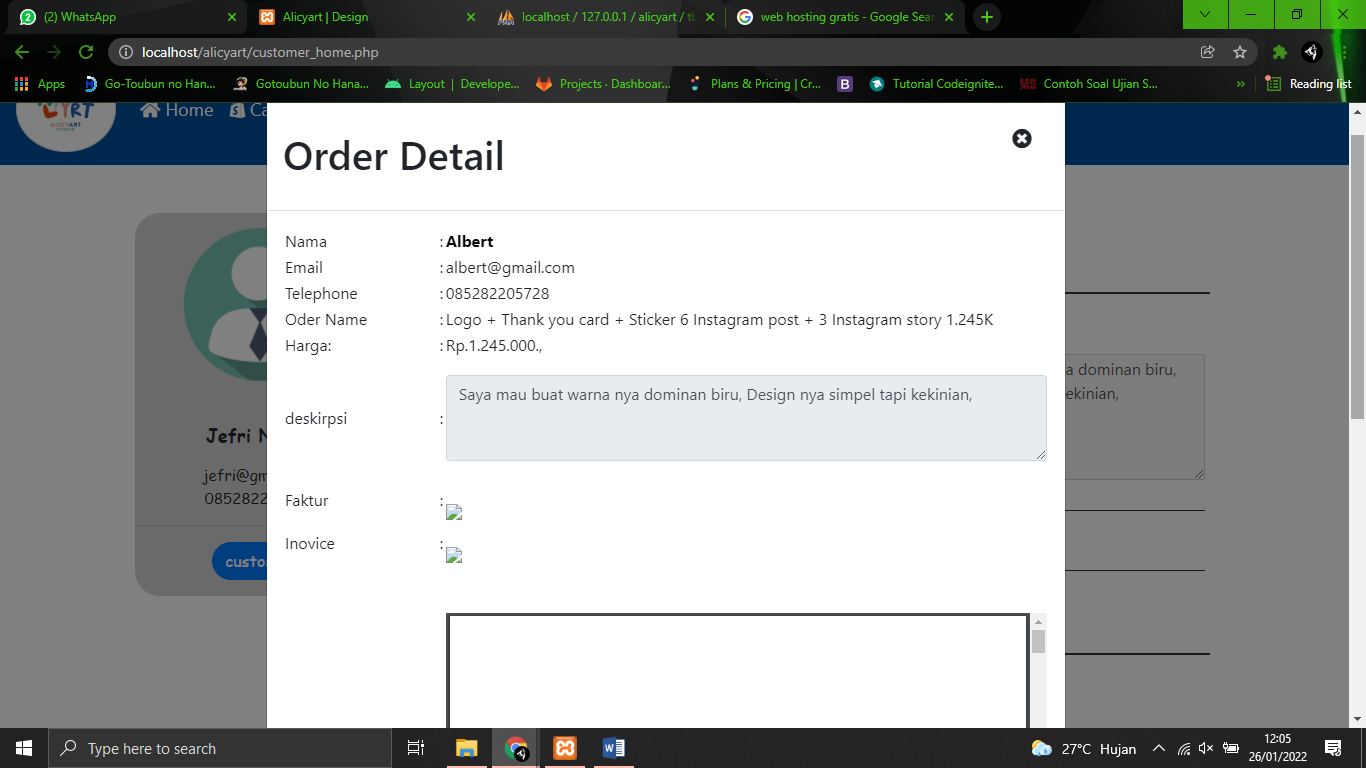 (2) WhatsApp
Alicyart | Design
localhost / 127.0.0.1 / alicyart / tb
web hosting gratis - Google Sear
localhost/alicyart/customer_home.php
Apps
Go-Toubun no Han...
Gotoubun No Hana...
Layout | Develope...
Projects · Dashboar...
Plans & Pricing | Cr...
B
Tutorial Codeignite...
MS
Contoh Soal Ujian S...
»
Reading list
ALICYART
STUDIO
Home
Ca
Order Detail
Nama : Albert
Email : albert@gmail.com
Telephone : 085282205728
Oder Name : Logo + Thank you card + Sticker 6 Instagram post + 3 Instagram story 1.245K
Harga: : Rp.1.245.000.,
deskirpsi :
Saya mau buat warna nya dominan biru, Design nya simpel tapi kekinian,
Faktur :
Inovice :
Jefri N
jefri@gm
0852822
custo
a dominan biru,
ekinian,
Type here to search
27°C Hujan
12:05
26/01/2022